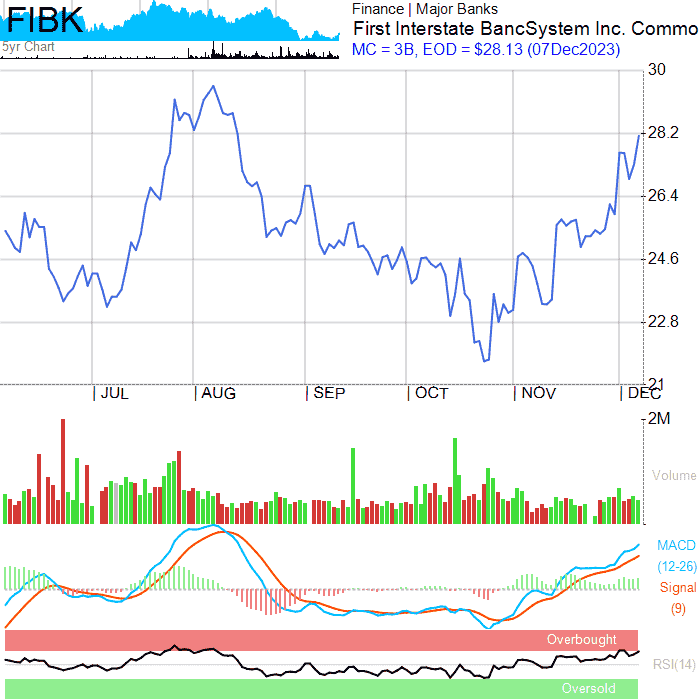 FIBK
5yr Chart
Finance | Major Banks
First Interstate BancSystem Inc. Commo
MC = 3B, EOD = $28.13 (07Dec2023)
30
28.2
26.4
24.6
22.8
21
JUL
AUG
SEP
OCT
NOV
DEC
2M
Volume
MACD
(12-26)
Signal
(9)
Overbought
RSI(14)
Oversold